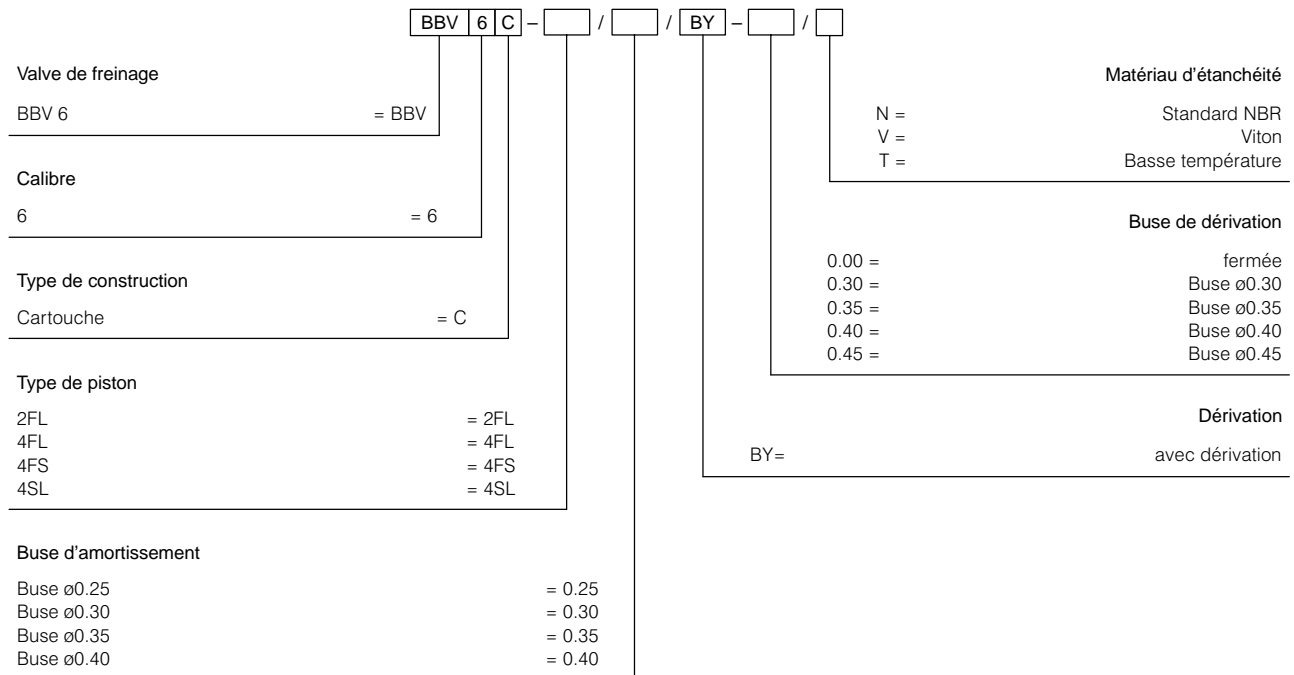 BBV 6 C – / / BY – /
Valve de freinage
BBV 6 = BBV
Calibre
6 = 6
Type de construction
Cartouche = C
Type de piston
2FL = 2FL
4FL = 4FL
4FS = 4FS
4SL = 4SL
Buse d'amortissement
Buse ø0.25 = 0.25
Buse ø0.30 = 0.30
Buse ø0.35 = 0.35
Buse ø0.40 = 0.40
Matériau d'étanchéité
N = Standard NBR
V = Viton
T = Basse température
Buse de dérivation
0.00 = fermée
0.30 = Buse ø0.30
0.35 = Buse ø0.35
0.40 = Buse ø0.40
0.45 = Buse ø0.45
Dérivation
BY= avec dérivation